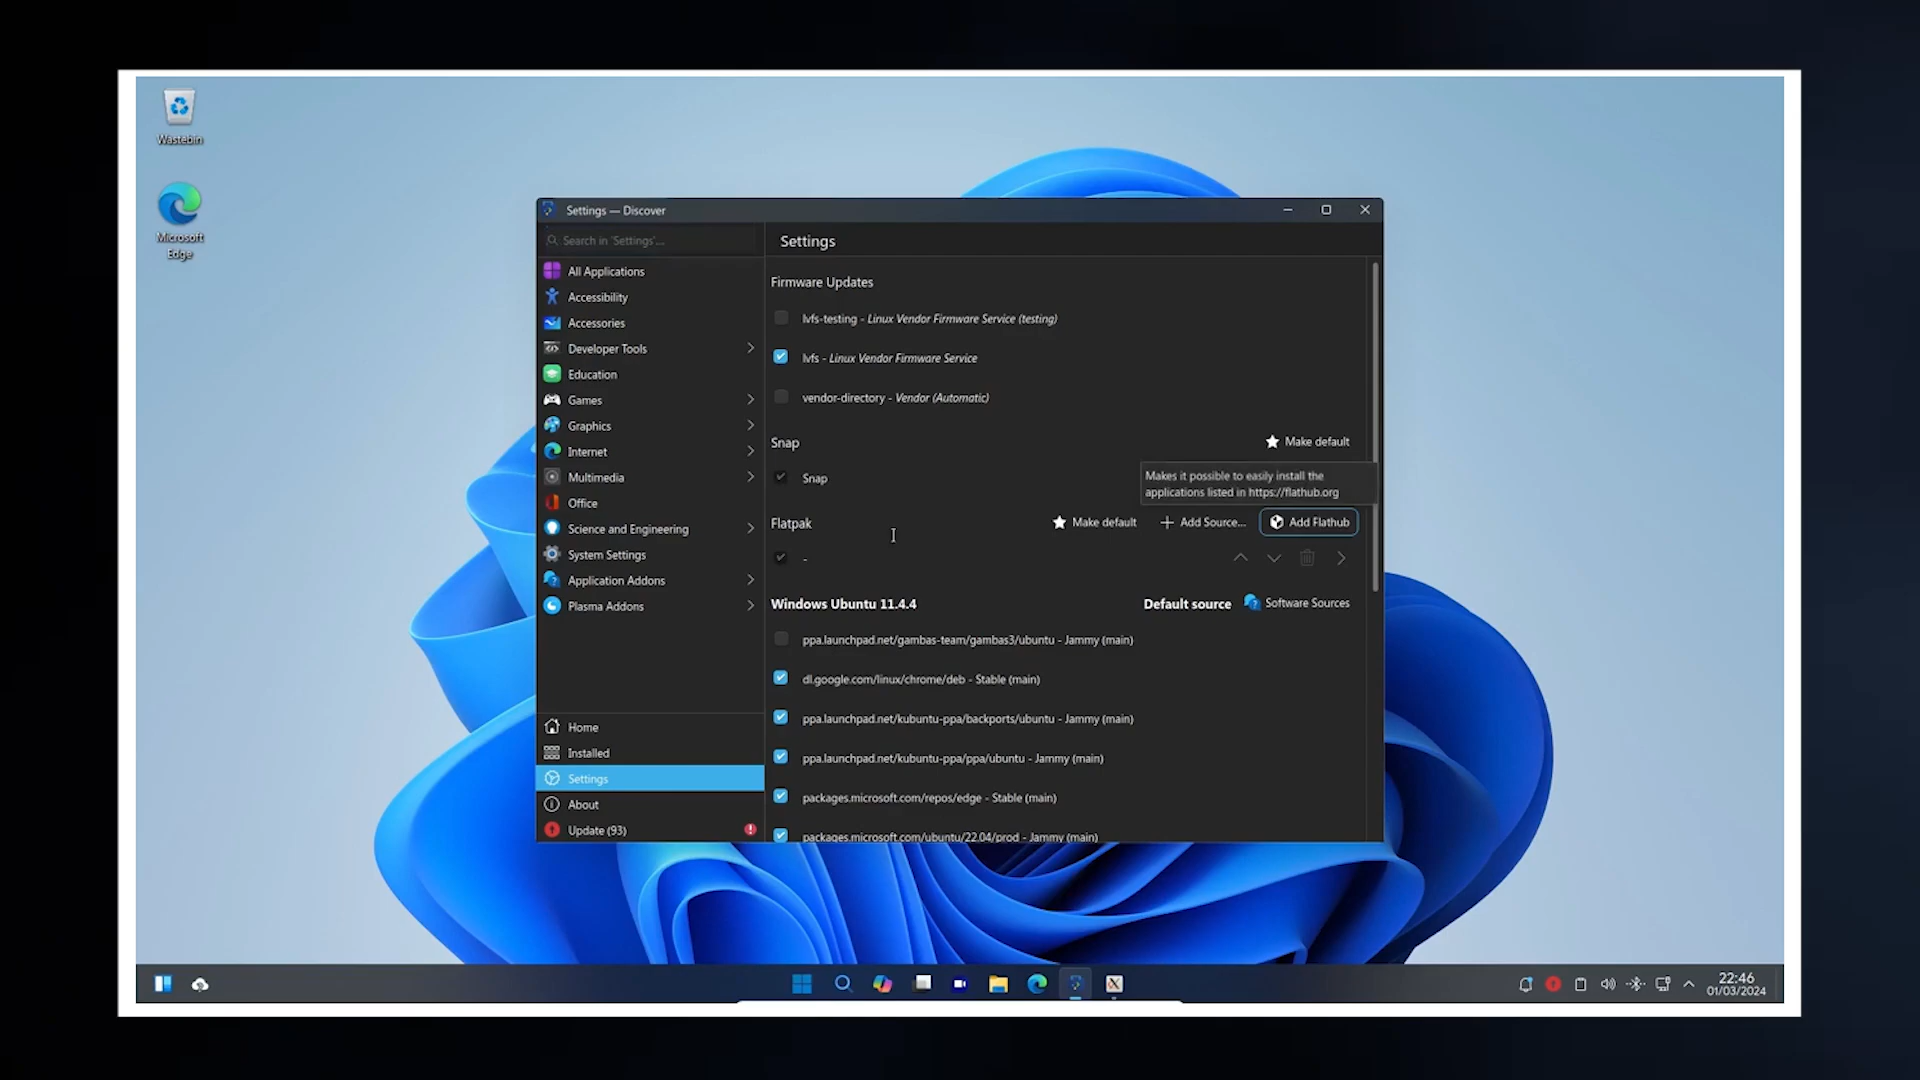 Wastebin
Microsoft
Edge
Settings — Discover
Search in 'Settings'...
Settings
All Applications
Accessibility
Accessories
Developer Tools
Education
Games
Graphics
Internet
Multimedia
Office
Science and Engineering
System Settings
Application Addons
Plasma Addons
Home
Installed
Settings
About
Update (93)
Firmware Updates
lvfs-testing - Linux Vendor Firmware Service (testing)
lvfs - Linux Vendor Firmware Service
vendor-directory - Vendor (Automatic)
Snap
Make default
Snap
Makes it possible to easily install the
applications listed in https://flathub.org
Flatpak
Make default
Add Source...
Add Flathub
-
Windows Ubuntu 11.4.4
Default source
Software Sources
ppa.launchpad.net/gambas-team/gambas3/ubuntu - Jammy (main)
dl.google.com/linux/chrome/deb - Stable (main)
ppa.launchpad.net/kubuntu-ppa/backports/ubuntu - Jammy (main)
ppa.launchpad.net/kubuntu-ppa/ppa/ubuntu - Jammy (main)
packages.microsoft.com/repos/edge - Stable (main)
packages.microsoft.com/ubuntu/22.04/prod - Jammy (main)
22:46
01/03/2024